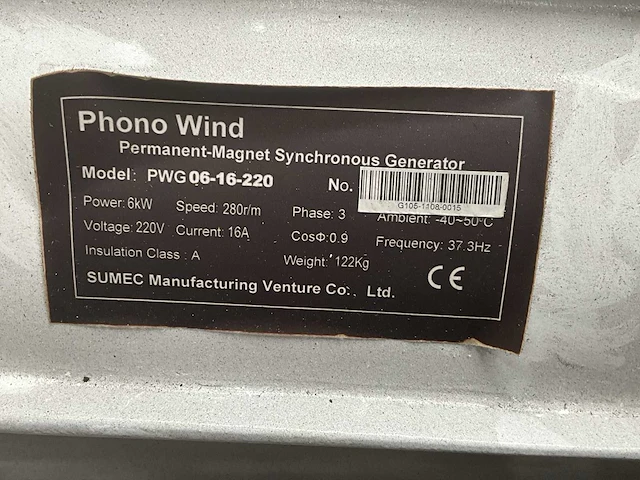 Phono Wind
Permanent-Magnet Synchronous Generator
Model: PWG 06-16-220 No.
G105-1108-0015
Power: 6kW Speed: 280r/m Phase: 3 Ambient: -40~50°C
Voltage: 220V Current: 16A CosΦ: 0.9 Frequency: 37.3Hz
Insulation Class : A Weight: 122Kg
SUMEC Manufacturing Venture Co., Ltd.
CE